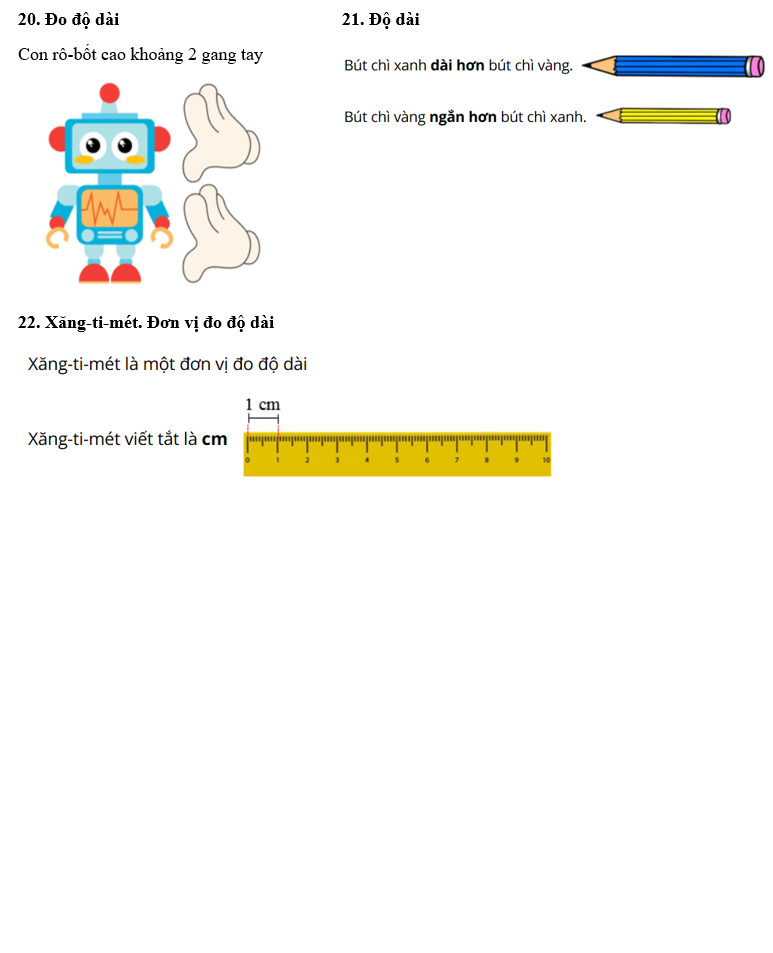 20. Đo độ dài
Con rô-bốt cao khoảng 2 gang tay
21. Độ dài
Bút chì xanh dài hơn bút chì vàng.
Bút chì vàng ngắn hơn bút chì xanh.
22. Xăng-ti-mét. Đơn vị đo độ dài
Xăng-ti-mét là một đơn vị đo độ dài
1 cm
Xăng-ti-mét viết tắt là cm
0 1 2 3 4 5 6 7 8 9 10